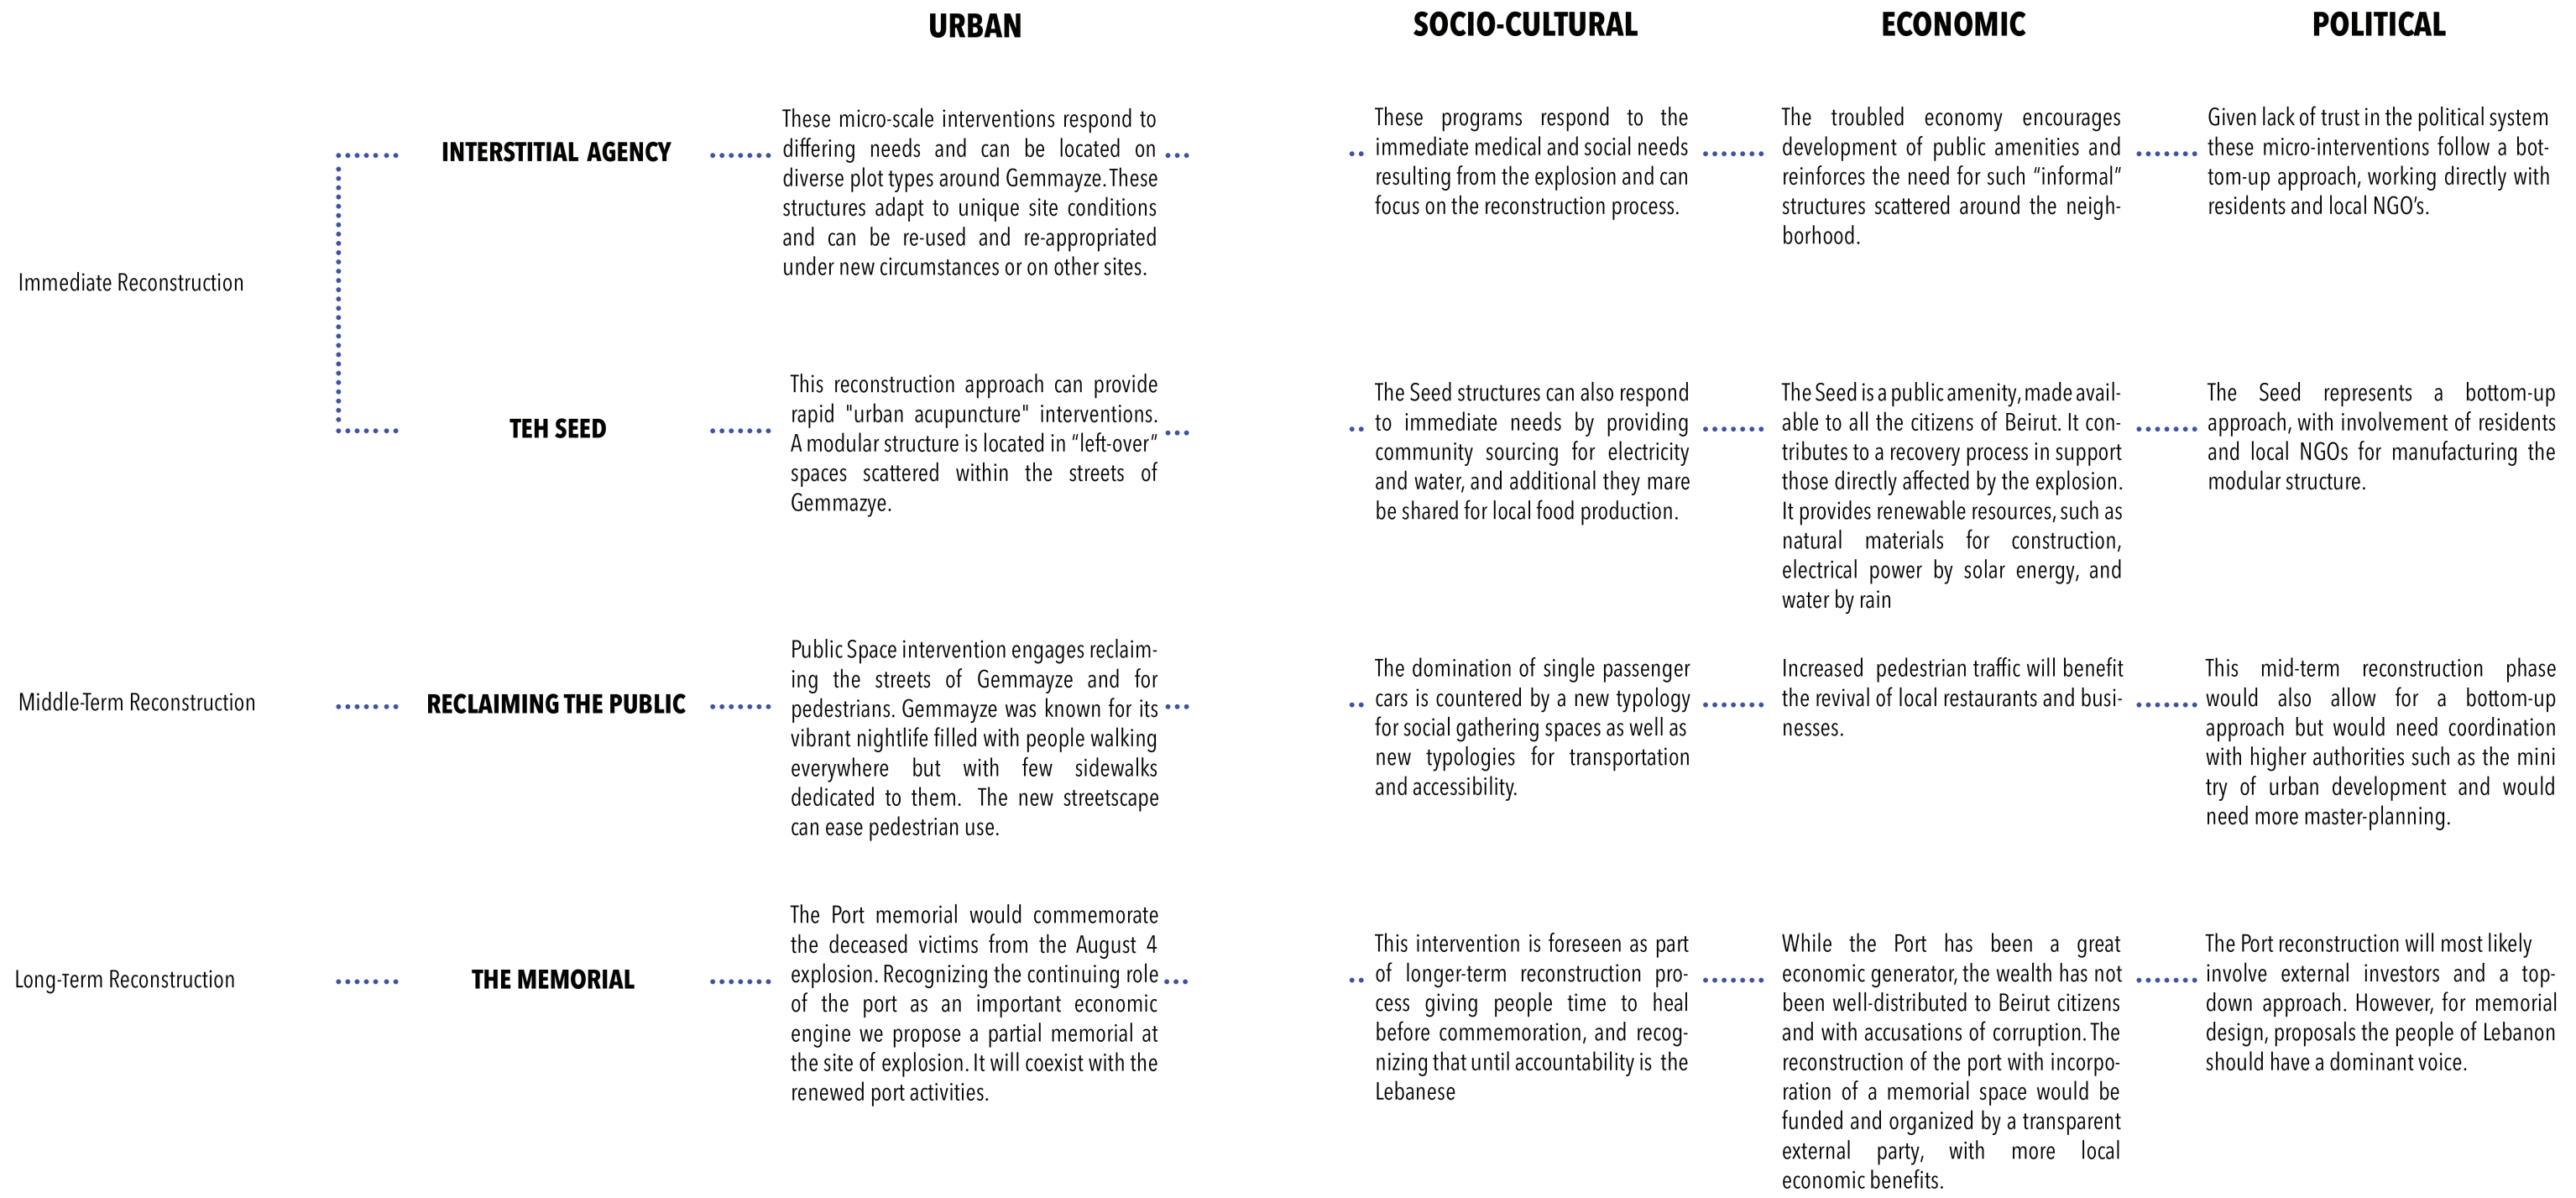 URBAN
SOCIO-CULTURAL
ECONOMIC
POLITICAL
Immediate Reconstruction
INTERSTITIAL AGENCY
These micro-scale interventions respond to
differing needs and can be located on
diverse plot types around Gemmayze. These
structures adapt to unique site conditions
and can be re-used and re-appropriated
under new circumstances or on other sites.
These programs respond to the
immediate medical and social needs
resulting from the explosion and can
focus on the reconstruction process.
The troubled economy encourages
development of public amenities and
reinforces the need for such “informal”
structures scattered around the neigh-
borhood.
Given lack of trust in the political system
these micro-interventions follow a bot-
tom-up approach, working directly with
residents and local NGO’s.
TEH SEED
This reconstruction approach can provide
rapid "urban acupuncture" interventions.
A modular structure is located in “left-over”
spaces scattered within the streets of
Gemmazye.
The Seed structures can also respond
to immediate needs by providing
community sourcing for electricity
and water, and additional they mare
be shared for local food production.
The Seed is a public amenity, made avail-
able to all the citizens of Beirut. It con-
tributes to a recovery process in support
those directly affected by the explosion.
It provides renewable resources, such as
natural materials for construction,
electrical power by solar energy, and
water by rain
The Seed represents a bottom-up
approach, with involvement of residents
and local NGOs for manufacturing the
modular structure.
Middle-Term Reconstruction
RECLAIMING THE PUBLIC
Public Space intervention engages reclaim-
ing the streets of Gemmayze and for
pedestrians. Gemmayze was known for its
vibrant nightlife filled with people walking
everywhere but with few sidewalks
dedicated to them. The new streetscape
can ease pedestrian use.
The domination of single passenger
cars is countered by a new typology
for social gathering spaces as well as
new typologies for transportation
and accessibility.
Increased pedestrian traffic will benefit
the revival of local restaurants and busi-
nesses.
This mid-term reconstruction phase
would also allow for a bottom-up
approach but would need coordination
with higher authorities such as the mini
try of urban development and would
need more master-planning.
Long-Term Reconstruction
THE MEMORIAL
The Port memorial would commemorate
the deceased victims from the August 4
explosion. Recognizing the continuing role
of the port as an important economic
engine we propose a partial memorial at
the site of explosion. It will coexist with the
renewed port activities.
This intervention is foreseen as part
of longer-term reconstruction pro-
cess giving people time to heal
before commemoration, and recog-
nizing that until accountability is the
Lebanese
While the Port has been a great
economic generator, the wealth has not
been well-distributed to Beirut citizens
and with accusations of corruption. The
reconstruction of the port with incorpo-
ration of a memorial space would be
funded and organized by a transparent
external party, with more local
economic benefits.
The Port reconstruction will most likely
involve external investors and a top-
down approach. However, for memorial
design, proposals the people of Lebanon
should have a dominant voice.